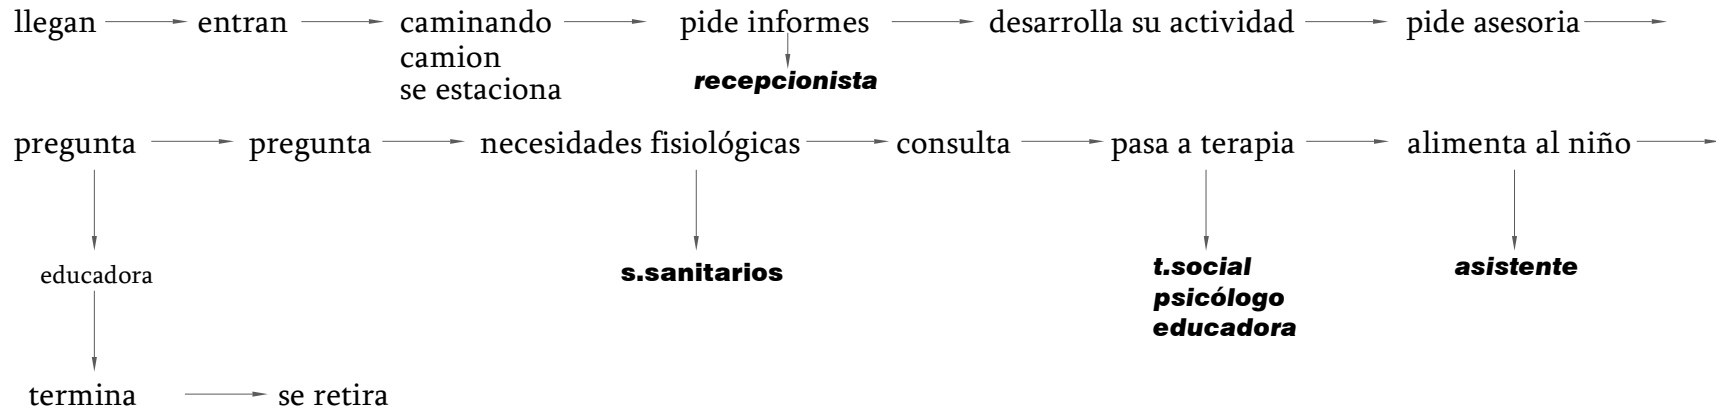 llegan entran caminando pide informes desarrolla su actividad pide asesoria
camion
se estaciona
recepcionista
pregunta pregunta necesidades fisiológicas consulta pasa a terapia alimenta al niño
educadora s.sanitarios t.social asistente
psicólogo
educadora
termina se retira